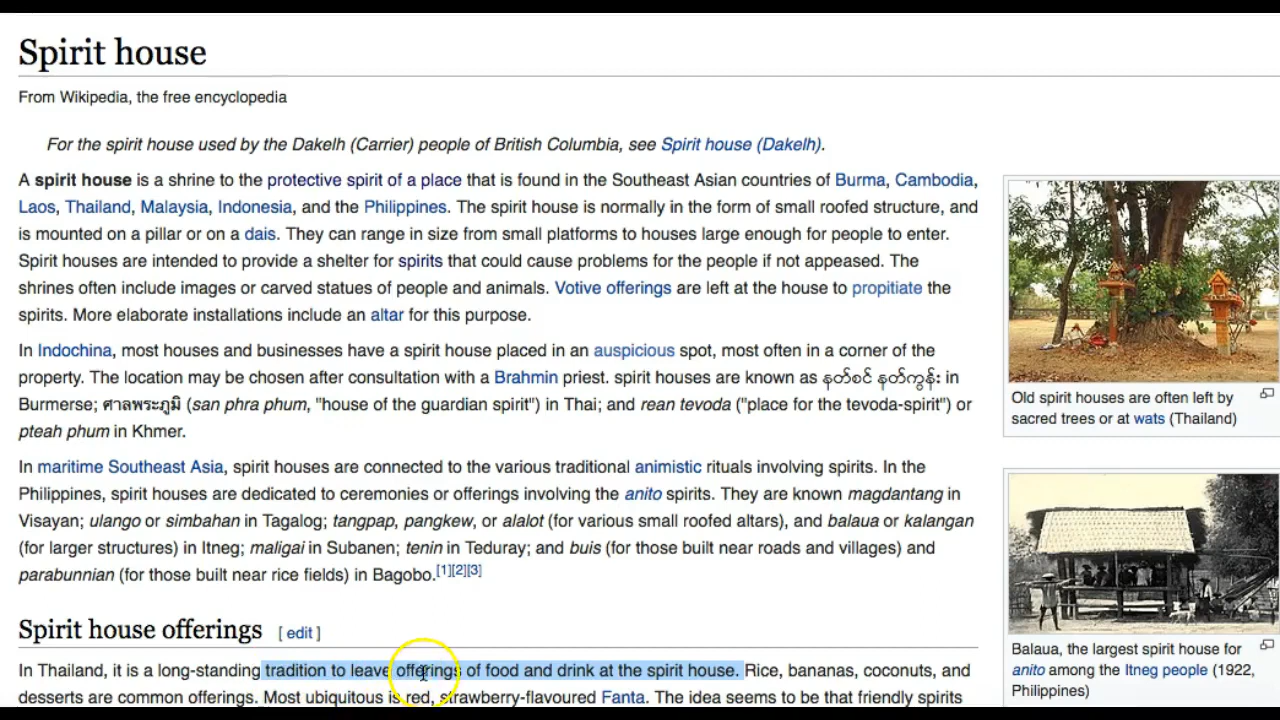 Spirit house
From Wikipedia, the free encyclopedia
For the spirit house used by the Dakelh (Carrier) people of British Columbia, see Spirit house (Dakelh).
A spirit house is a shrine to the protective spirit of a place that is found in the Southeast Asian countries of Burma, Cambodia,
Laos, Thailand, Malaysia, Indonesia, and the Philippines. The spirit house is normally in the form of small roofed structure, and
is mounted on a pillar or on a dais. They can range in size from small platforms to houses large enough for people to enter.
Spirit houses are intended to provide a shelter for spirits that could cause problems for the people if not appeased. The
shrines often include images or carved statues of people and animals. Votive offerings are left at the house to propitiate the
spirits. More elaborate installations include an altar for this purpose.
In Indochina, most houses and businesses have a spirit house placed in an auspicious spot, most often in a corner of the
property. The location may be chosen after consultation with a Brahmin priest. spirit houses are known as နတ်စင် နတ်ကွန်း in
Burmerse; ศาลพระภูมิ (san phra phum, "house of the guardian spirit") in Thai; and rean tevoda ("place for the tevoda-spirit") or
pteah phum in Khmer.
In maritime Southeast Asia, spirit houses are connected to the various traditional animistic rituals involving spirits. In the
Philippines, spirit houses are dedicated to ceremonies or offerings involving the anito spirits. They are known magdantang in
Visayan; ulango or simbahan in Tagalog; tangpap, pangkew, or alalot (for various small roofed altars), and balaua or kalangan
(for larger structures) in Itneg; maligai in Subanen; tenin in Teduray; and buis (for those built near roads and villages) and
parabunnian (for those built near rice fields) in Bagobo.[1][2][3]
Spirit house offerings [ edit ]
In Thailand, it is a long-standing tradition to leave offerings of food and drink at the spirit house. Rice, bananas, coconuts, and
desserts are common offerings. Most ubiquitous is red, strawberry-flavoured Fanta. The idea seems to be that friendly spirits
Old spirit houses are often left by
sacred trees or at wats (Thailand)
Balaua, the largest spirit house for
anito among the Itneg people (1922,
Philippines)